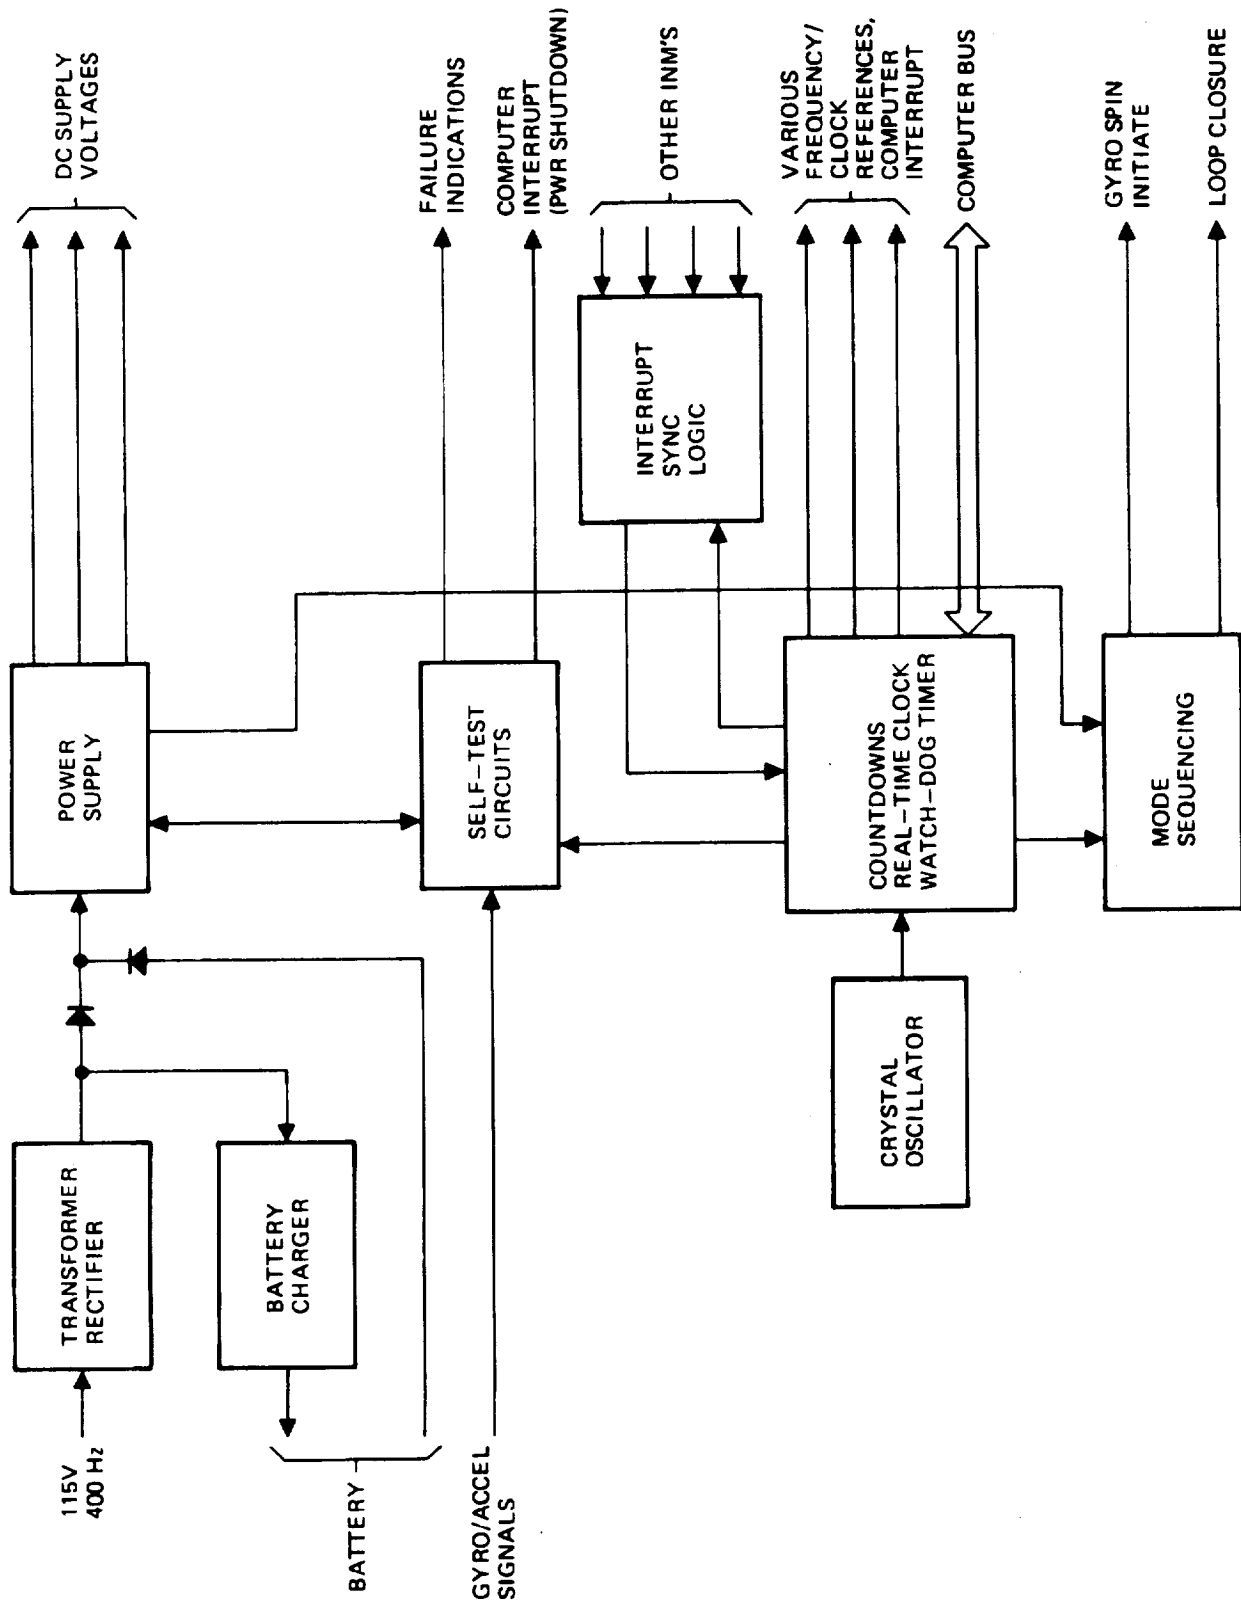 115V
400 Hz
TRANSFORMER
RECTIFIER
POWER
SUPPLY
DC SUPPLY
VOLTAGES
BATTERY
CHARGER
BATTERY
GYRO/ACCEL
SIGNALS
SELF-TEST
CIRCUITS
FAILURE
INDICATIONS
COMPUTER
INTERRUPT
(PWR SHUTDOWN)
INTERRUPT
SYNC
LOGIC
OTHER INM'S
CRYSTAL
OSCILLATOR
COUNTDOWNS
REAL-TIME CLOCK
WATCH-DOG TIMER
VARIOUS
FREQUENCY/
CLOCK
REFERENCES,
COMPUTER
INTERRUPT
COMPUTER BUS
MODE
SEQUENCING
GYRO SPIN
INITIATE
LOOP CLOSURE